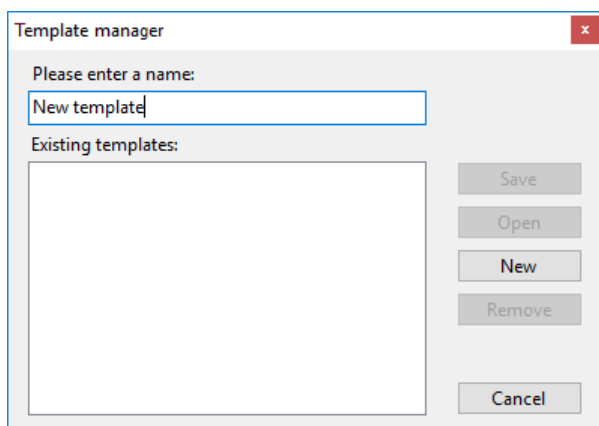 Template manager
x
Please enter a name:
New template
Existing templates:
Save
Open
New
Remove
Cancel